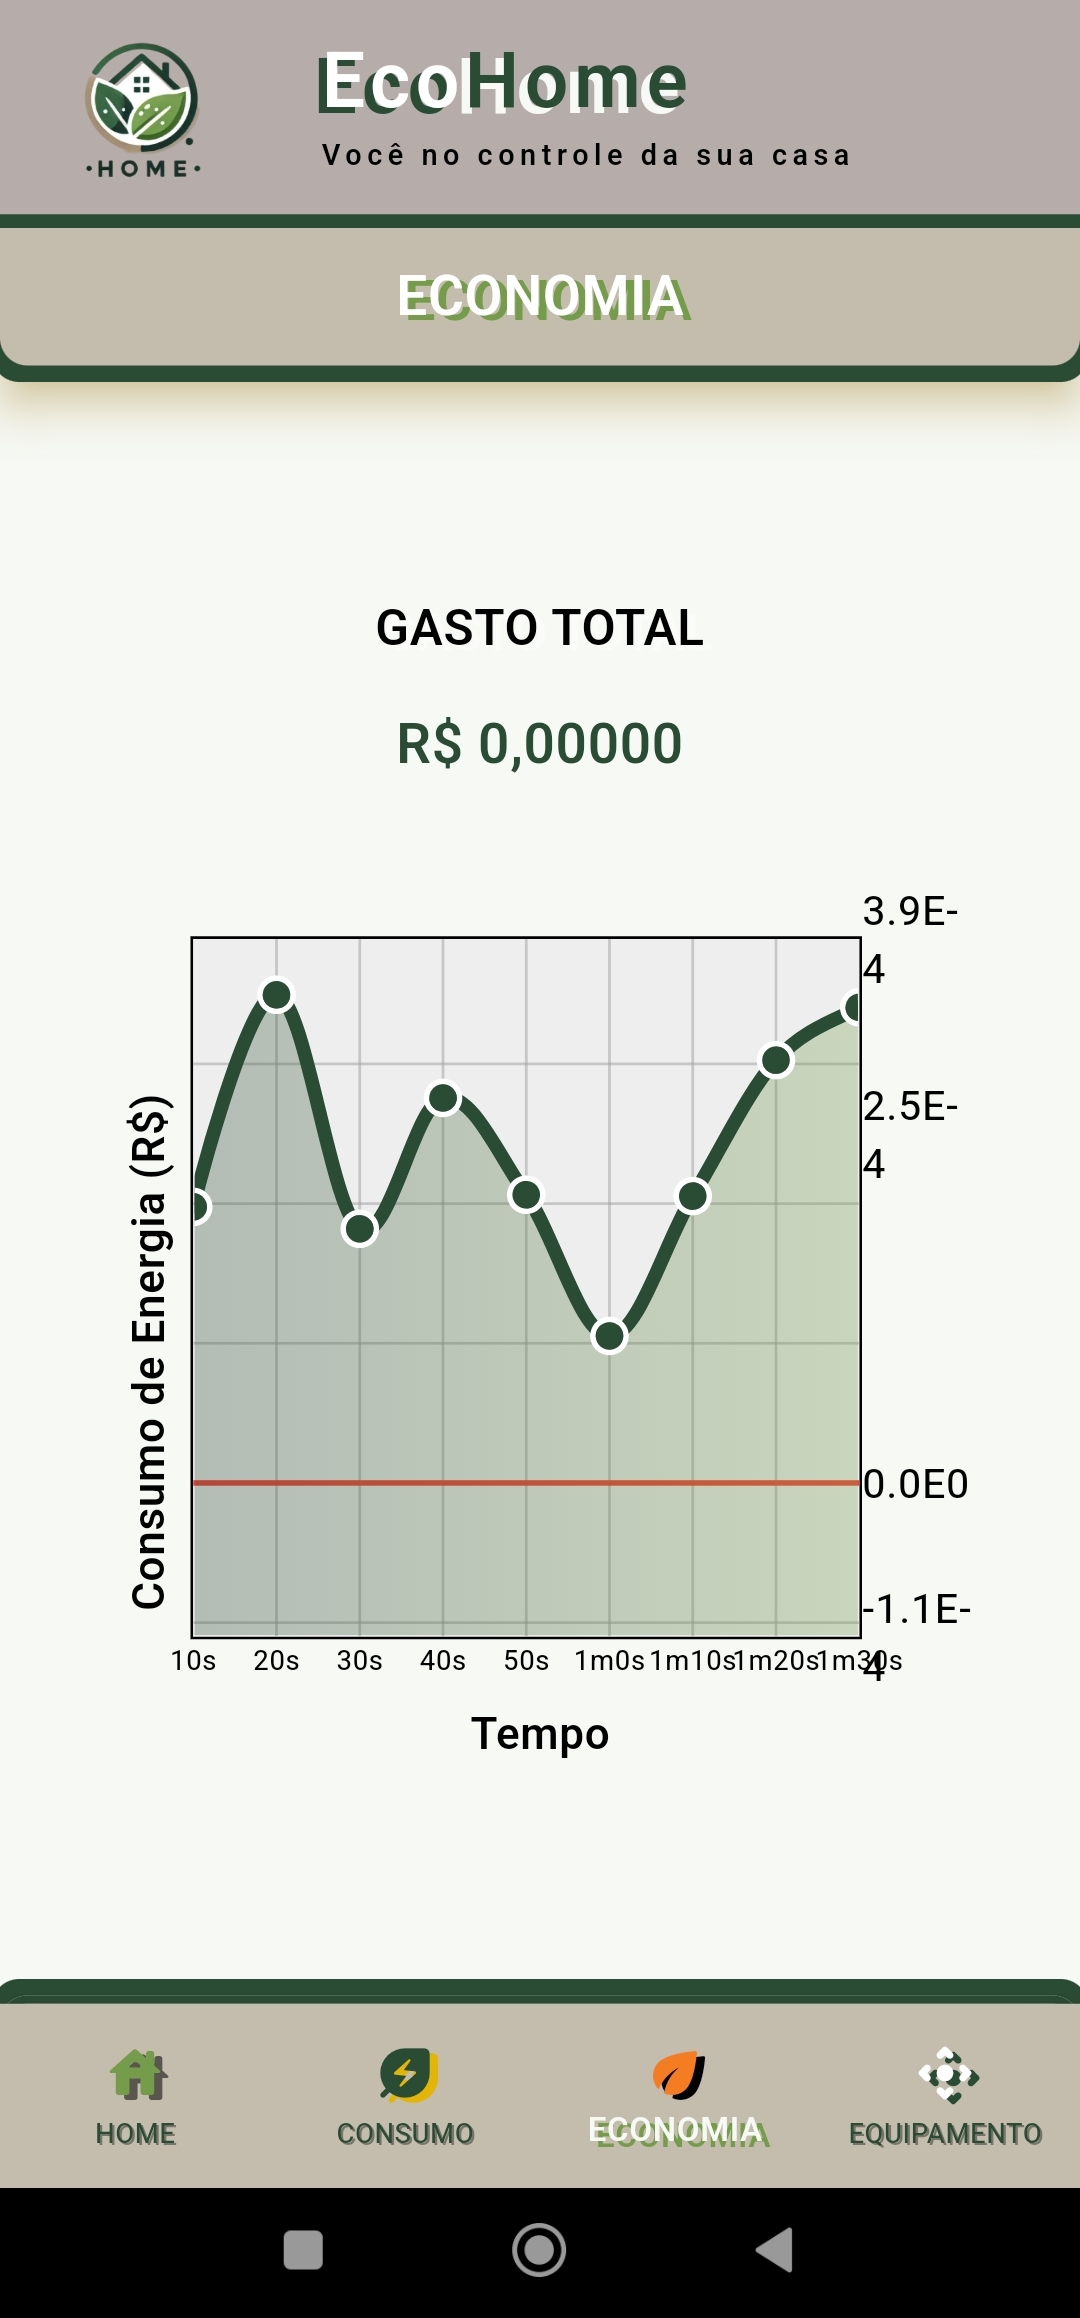 EcoHome
·HOME·
Você no controle da sua casa
ECONOMIA
GASTO TOTAL
R$ 0,00000
Consumo de Energia (R$)
3.9E-
4
2.5E-
4
0.0E0
-1.1E-
4
10s 20s 30s 40s 50s 1m0s 1m10s 1m20s 1m30s
Tempo
HOME CONSUMO ECONOMIA EQUIPAMENTO